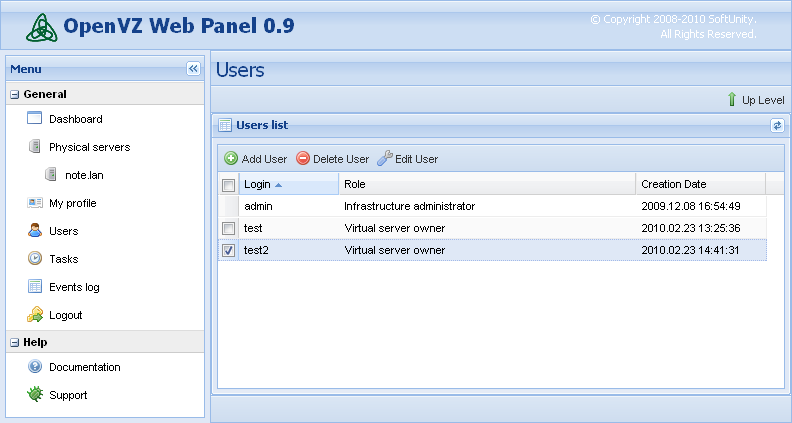 OpenVZ Web Panel 0.9
© Copyright 2008-2010 SoftUnity.
All Rights Reserved.
Menu
General
Dashboard
Physical servers
note.lan
My profile
Users
Tasks
Events log
Logout
Help
Documentation
Support
Users
Up Level
Users list
Add User Delete User Edit User
Login Role Creation Date
admin Infrastructure administrator 2009.12.08 16:54:49
test Virtual server owner 2010.02.23 13:25:36
test2 Virtual server owner 2010.02.23 14:41:31